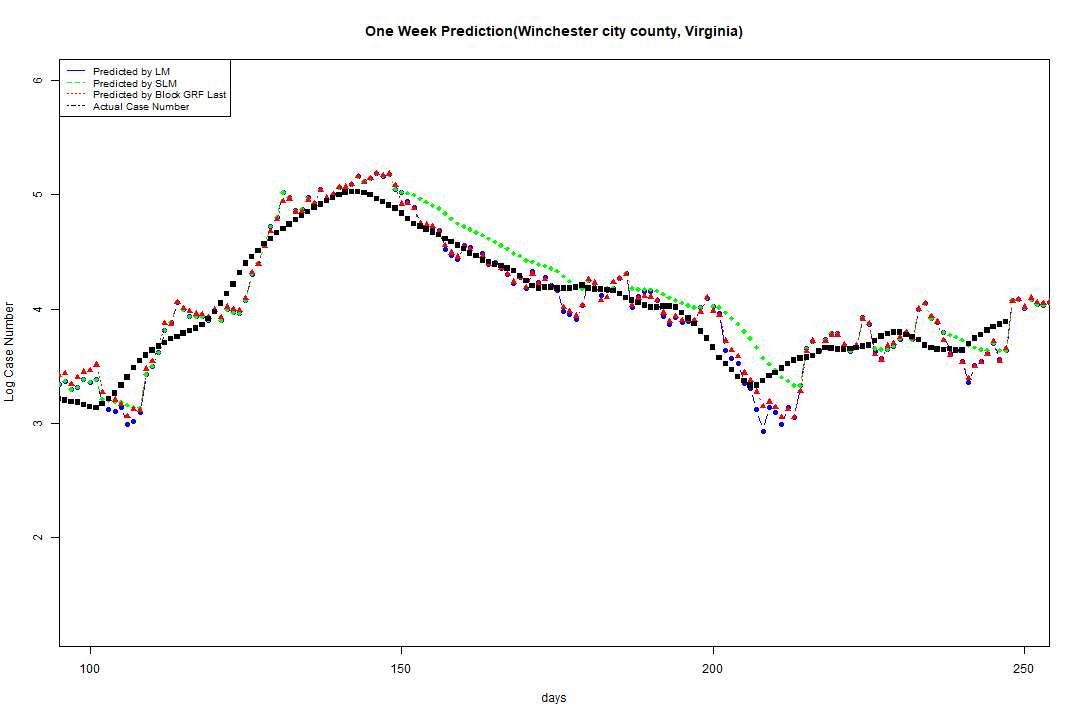 One Week Prediction(Winchester city county, Virginia)
Predicted by LM
Predicted by SLM
Predicted by Block GRF Last
Actual Case Number
6
5
4
3
2
Log Case Number
100
150
200
250
days